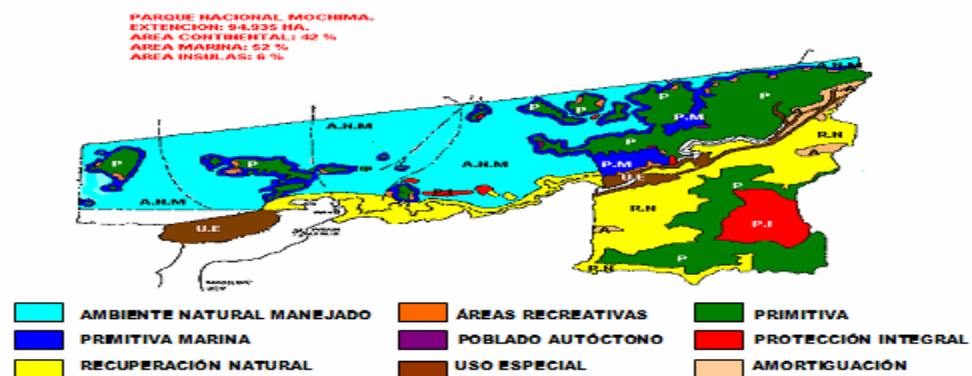 PARQUE NACIONAL MOCHIMA.
EXTENCION: 94.935 HA.
AREA CONTINENTAL: 42 %
AREA MARINA: 52 %
AREA INSULAS: 6 %
A.N.M
P
P
P
A.N.M
P
P.M
R.N
P
A
P
P
A.N.M
P.M
U.E
A.N.M
P
R.N
P.I
U.E
A
P
R.N
AMBIENTE NATURAL MANEJADO
ÁREAS RECREATIVAS
PRIMITIVA
PRIMITIVA MARINA
POBLADO AUTÓCTONO
PROTECCIÓN INTEGRAL
RECUPERACIÓN NATURAL
USO ESPECIAL
AMORTIGUACIÓN